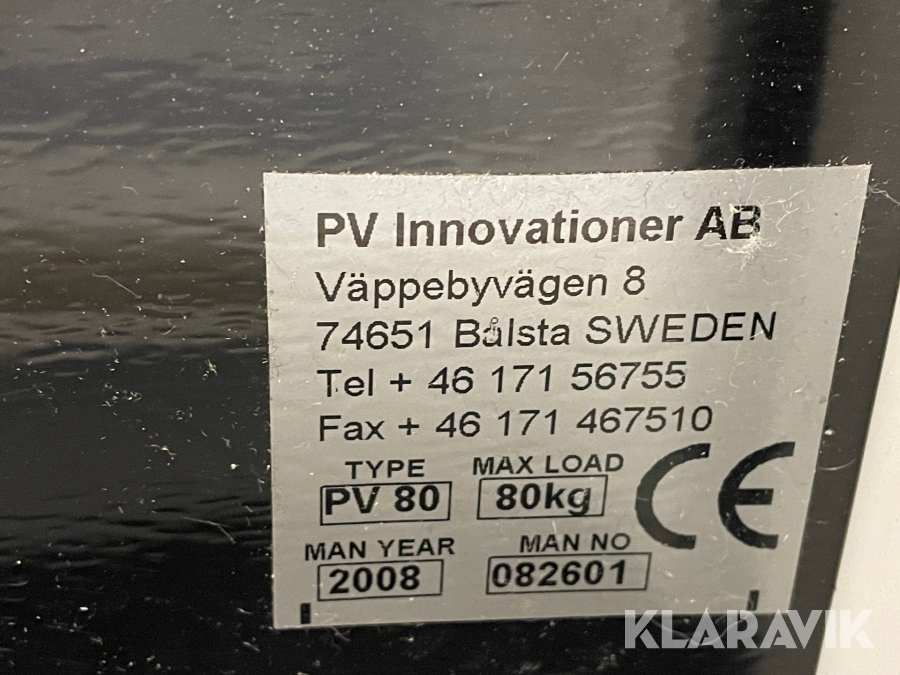 PV Innovationer AB
Väppebyvägen 8
74651 Bålsta SWEDEN
Tel + 46 171 56755
Fax + 46 171 467510
TYPE MAX LOAD
PV 80 80kg
CE
MAN YEAR MAN NO
2008 082601
KLARAVIK